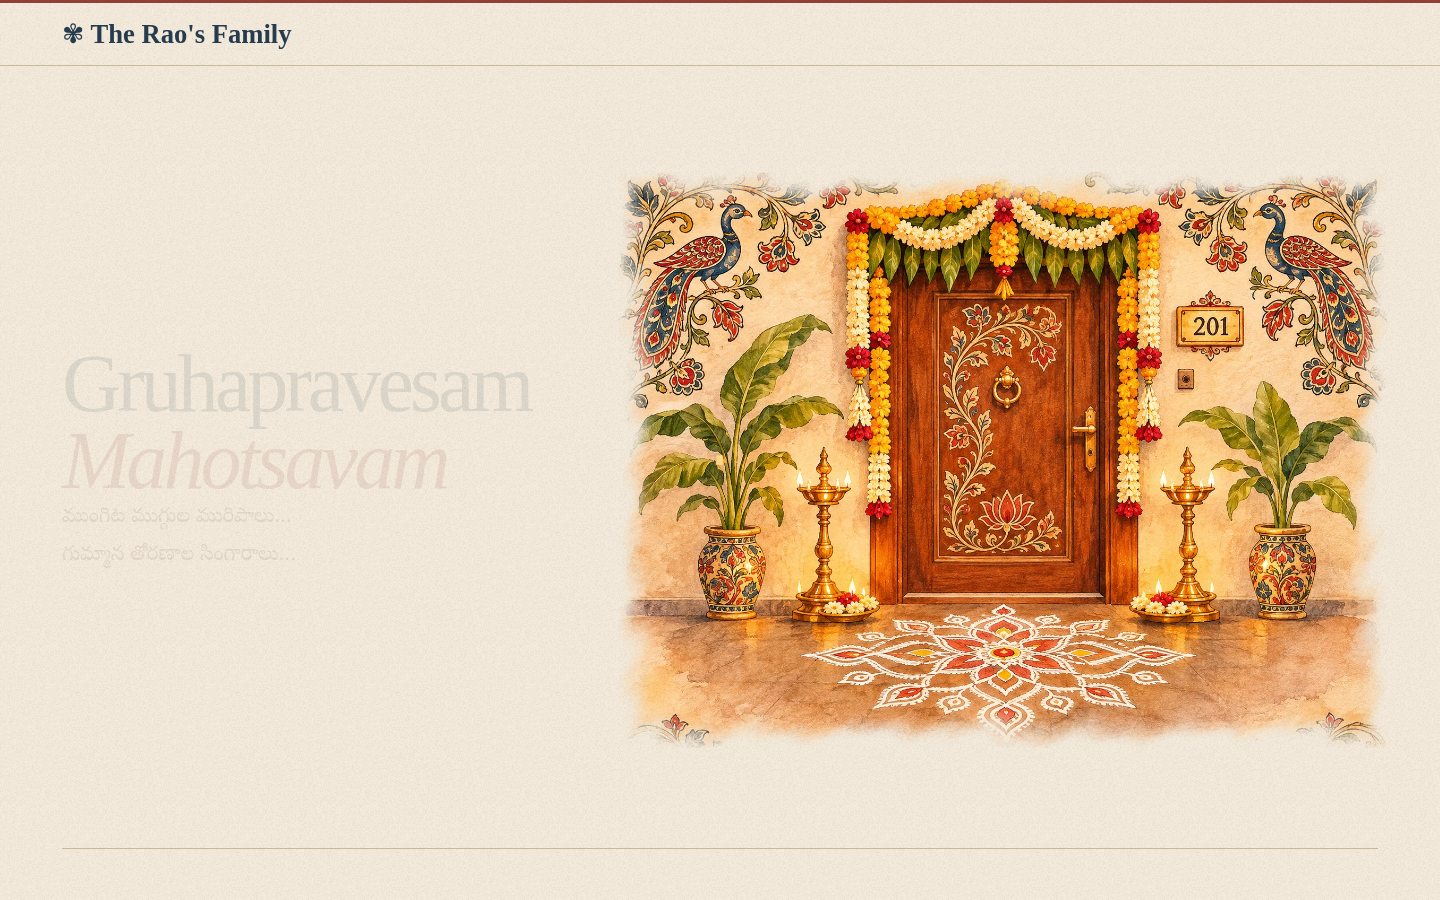 ✾ The Rao's Family
Gruhapravesam
Mahotsavam
ముంగిట ముగ్గుల మురిపాలు...
గుమ్మాన తోరణాల సింగారాలు...
201